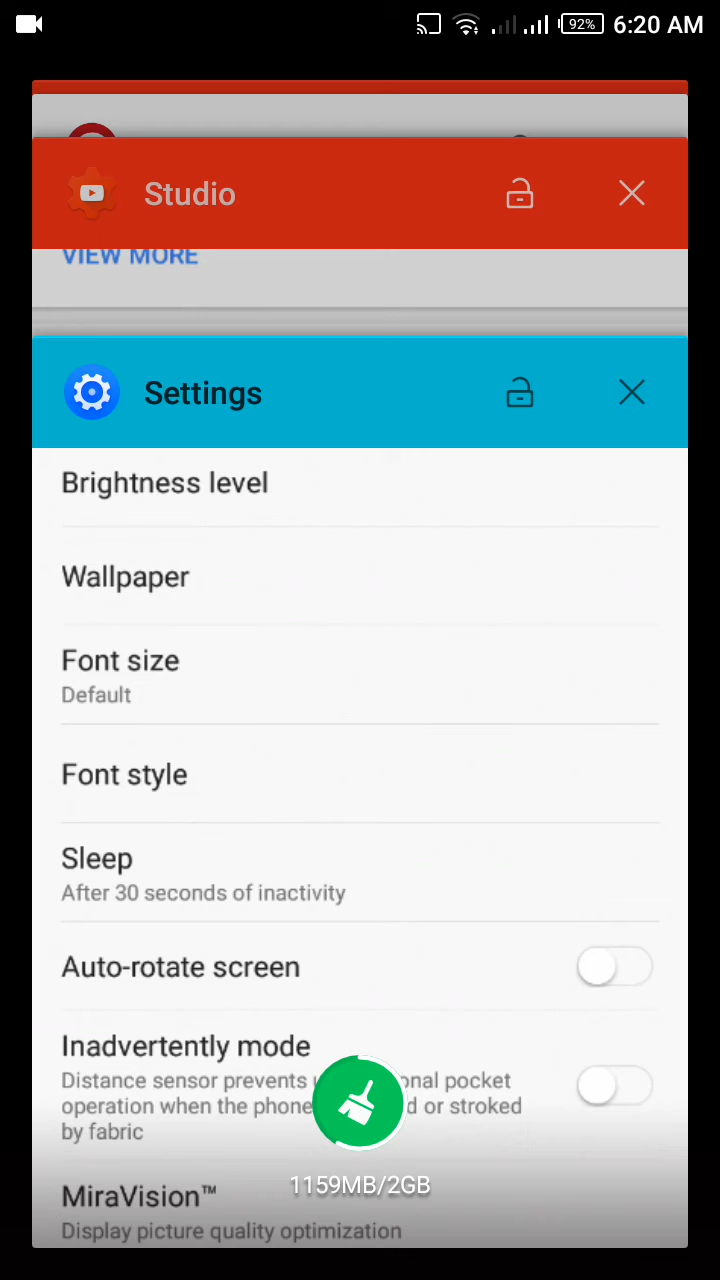 92% 6:20 AM
Studio
VIEW MORE
Settings
Brightness level
Wallpaper
Font size
Default
Font style
Sleep
After 30 seconds of inactivity
Auto-rotate screen
Inadvertently mode
Distance sensor prevents onal pocket
operation when the phone d or stroked
by fabric
1159MB/2GB
MiraVision™
Display picture quality optimization